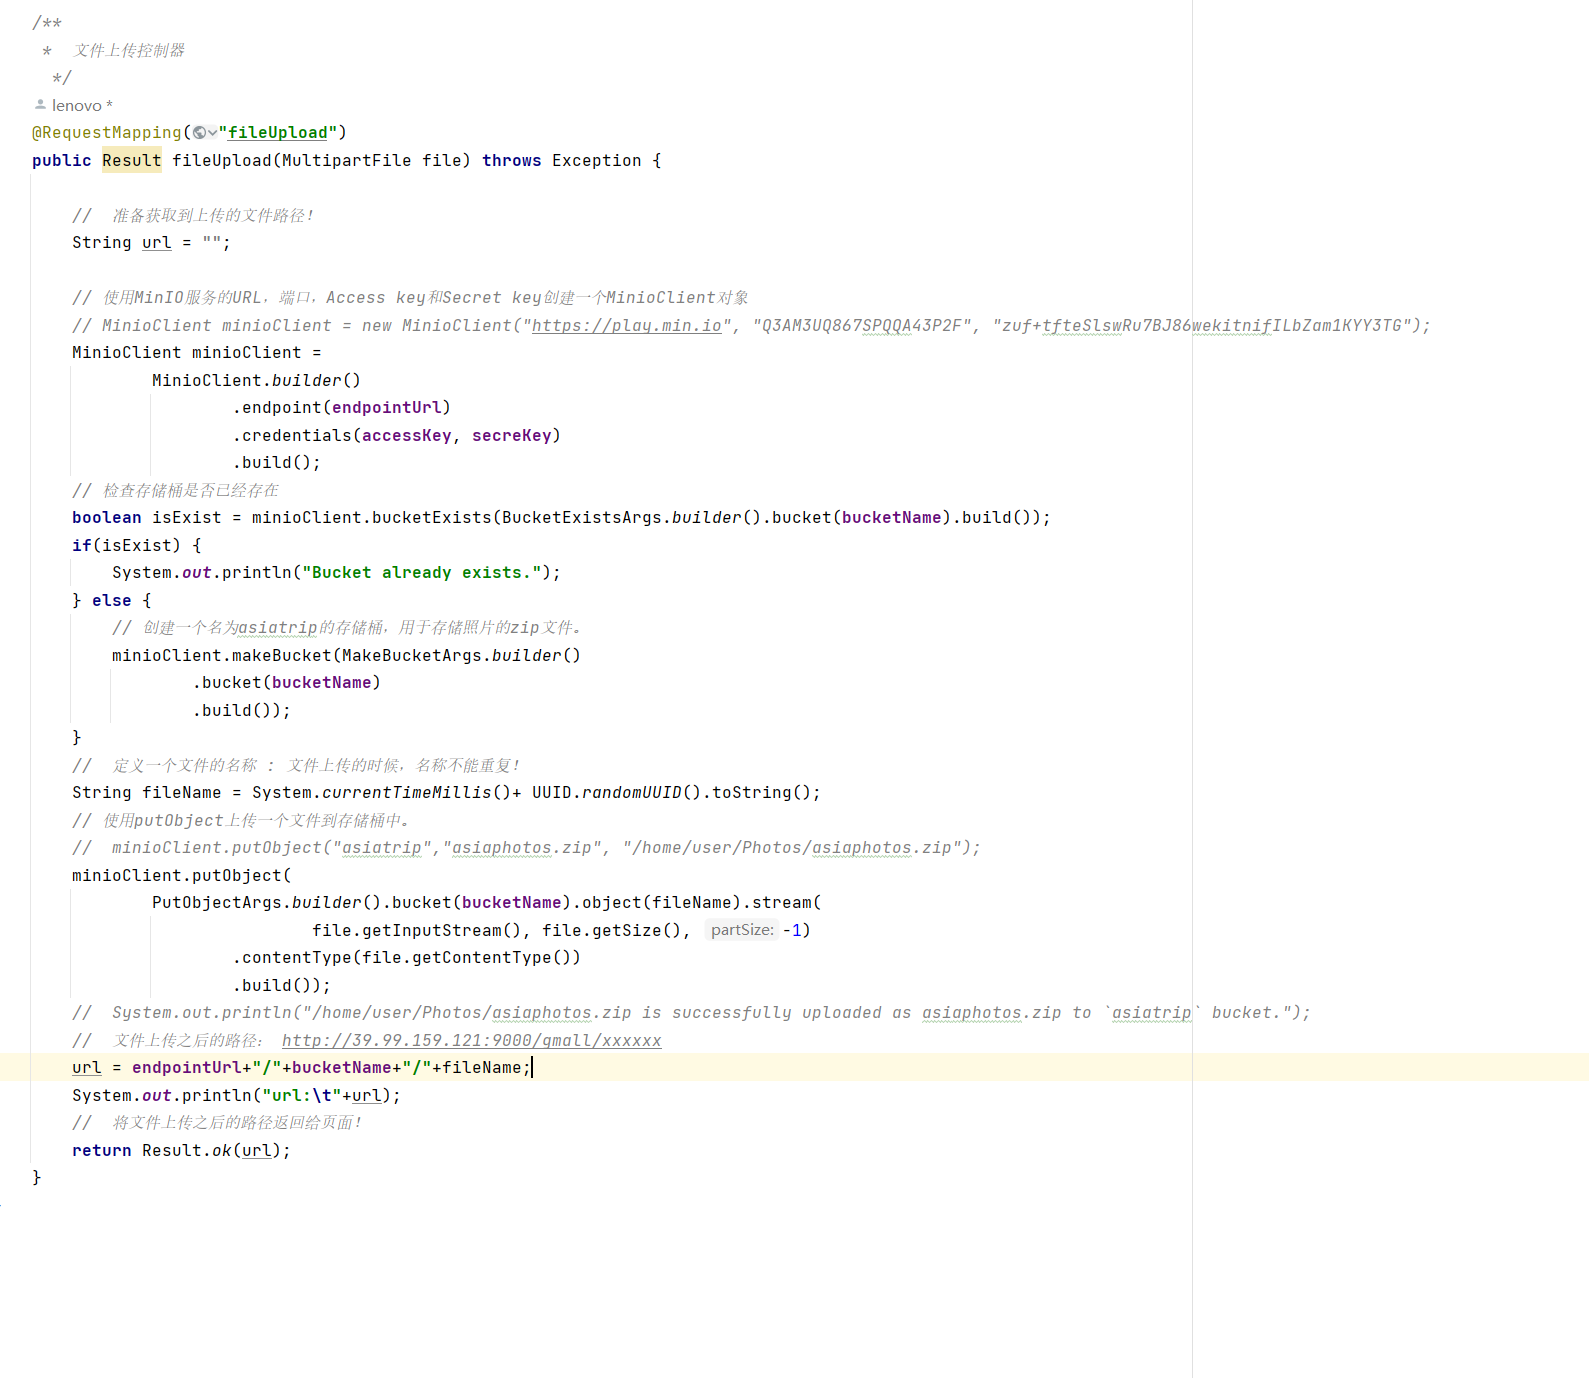 /**
 *  文件上传控制器
  */
lenovo *
@RequestMapping("fileUpload")
public Result fileUpload(MultipartFile file) throws Exception {
    //  准备获取到上传的文件路径！
    String url = "";
    // 使用MinIO服务的URL，端口，Access key和Secret key创建一个MinioClient对象
    // MinioClient minioClient = new MinioClient("https://play.min.io", "Q3AM3UQ867SPQQA43P2F", "zuf+tfteSlswRu7BJ86wekitnifILbZam1KYY3TG");
    MinioClient minioClient =
            MinioClient.builder()
                    .endpoint(endpointUrl)
                    .credentials(accessKey, secreKey)
                    .build();
    // 检查存储桶是否已经存在
    boolean isExist = minioClient.bucketExists(BucketExistsArgs.builder().bucket(bucketName).build());
    if(isExist) {
        System.out.println("Bucket already exists.");
    } else {
        // 创建一个名为asiatrip的存储桶，用于存储照片的zip文件。
        minioClient.makeBucket(MakeBucketArgs.builder()
                .bucket(bucketName)
                .build());
    }
    //  定义一个文件的名称 : 文件上传的时候，名称不能重复！
    String fileName = System.currentTimeMillis()+ UUID.randomUUID().toString();
    // 使用putObject上传一个文件到存储桶中。
    //  minioClient.putObject("asiatrip","asiaphotos.zip", "/home/user/Photos/asiaphotos.zip");
    minioClient.putObject(
            PutObjectArgs.builder().bucket(bucketName).object(fileName).stream(
                            file.getInputStream(), file.getSize(), partSize: -1)
                    .contentType(file.getContentType())
                    .build());
    //  System.out.println("/home/user/Photos/asiaphotos.zip is successfully uploaded as asiaphotos.zip to `asiatrip` bucket.");
    //  文件上传之后的路径： http://39.99.159.121:9000/gmall/xxxxxx
    url = endpointUrl+"/"+bucketName+"/"+fileName;
    System.out.println("url:\t"+url);
    //  将文件上传之后的路径返回给页面！
    return Result.ok(url);
}